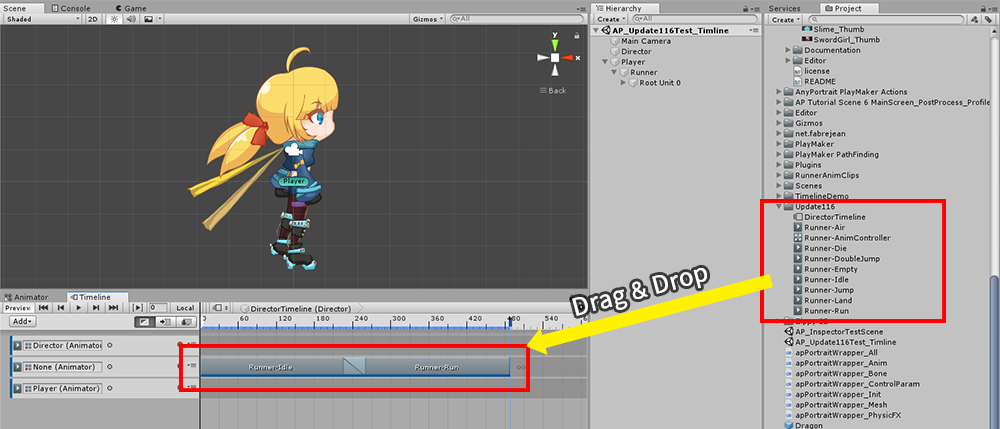 Scene Console Game
Shaded 2D Gizmos All
y
x
Back
Player
Hierarchy
Create All
AP_Update116Test_Timline
Main Camera
Director
Player
Runner
Root Unit 0
Services Project
Create
Slime_Thumb
SwordGirl_Thumb
Documentation
Editor
license
README
AnyPortrait PlayMaker Actions
AP Tutorial Scene 6 MainScreen_PostProcess_Profile
Editor
Gizmos
net.fabrejean
PlayMaker
PlayMaker PathFinding
Plugins
RunnerAnimClips
Scenes
TimelineDemo
Update116
DirectorTimeline
Runner-Air
Runner-AnimController
Runner-Die
Runner-DoubleJump
Runner-Empty
Runner-Idle
Runner-Jump
Runner-Land
Runner-Run
AP_InspectorTestScene
AP_Update116Test_Timline
apPortraitWrapper_All
apPortraitWrapper_Anim
apPortraitWrapper_Bone
apPortraitWrapper_ControlParam
apPortraitWrapper_Init
apPortraitWrapper_Mesh
apPortraitWrapper_PhysicFX
Dragon
Drag & Drop
Animator Timeline
Preview 0 Local DirectorTimeline (Director)
Add 0 60 120 180 240 300 360 420 480 540
Director (Animator)
None (Animator) Runner-Idle Runner-Run
Player (Animator)